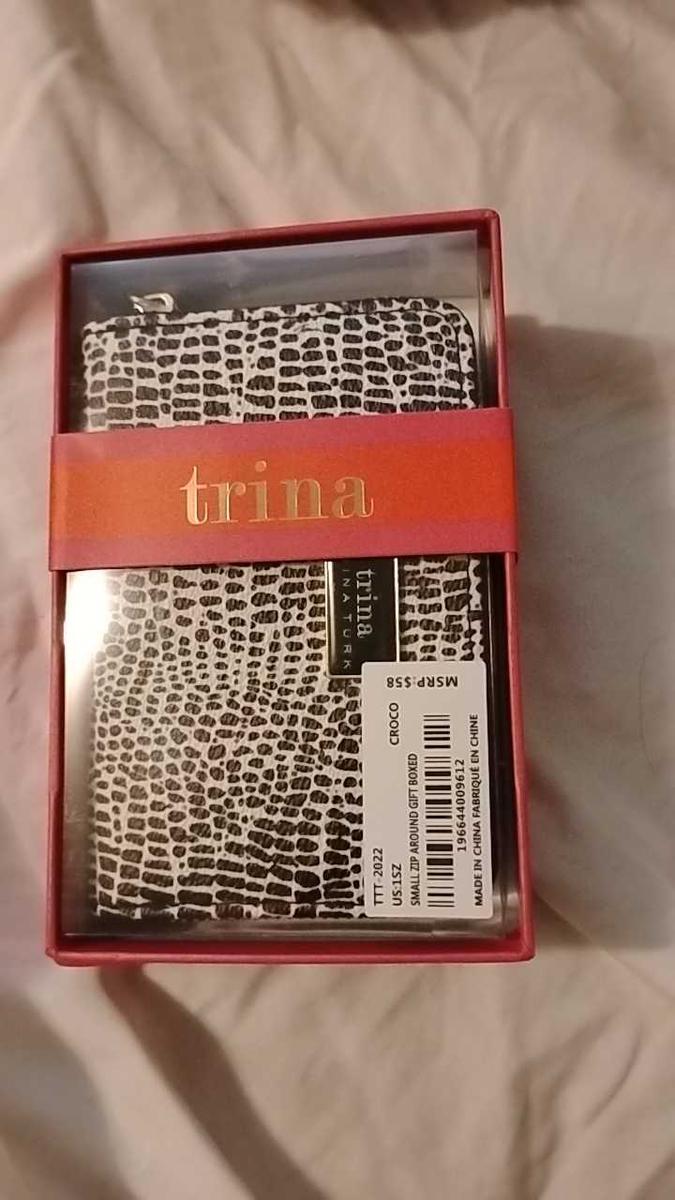 trina
trina
INA TURK
MSRP:$58
TTT-2022
US:1SZ CROCO
SMALL ZIP AROUND GIFT BOXED
196644009612
MADE IN CHINA FABRIQUÉ EN CHINE